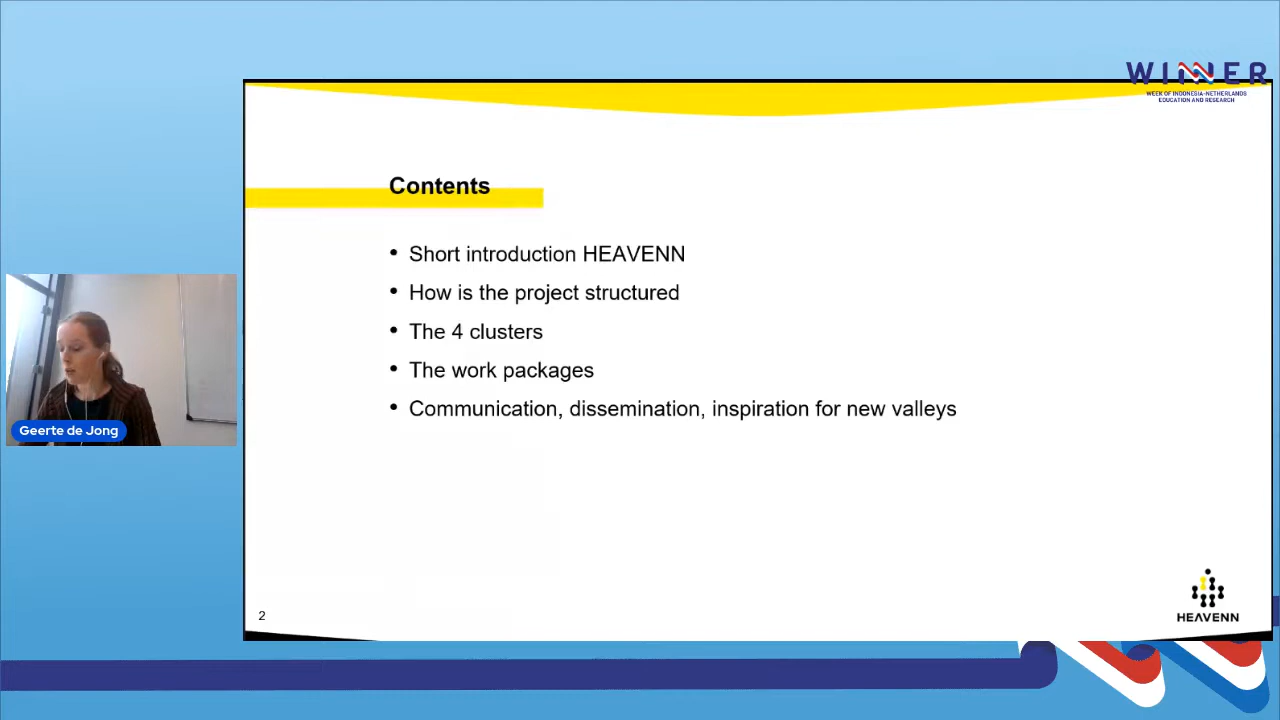 WINNER
WEEK OF INDONESIA-NETHERLANDS
EDUCATION AND RESEARCH
Contents
• Short introduction HEAVENN
• How is the project structured
• The 4 clusters
• The work packages
• Communication, dissemination, inspiration for new valleys
Geerte de Jong
2
HEAVENN